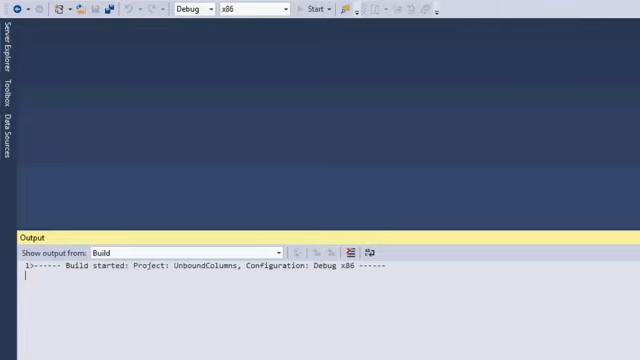 Debug
x86
Start
Server Explorer
Toolbox
Data Sources
Output
Show output from: Build
1>------ Build started: Project: UnboundColumns, Configuration: Debug x86 ------